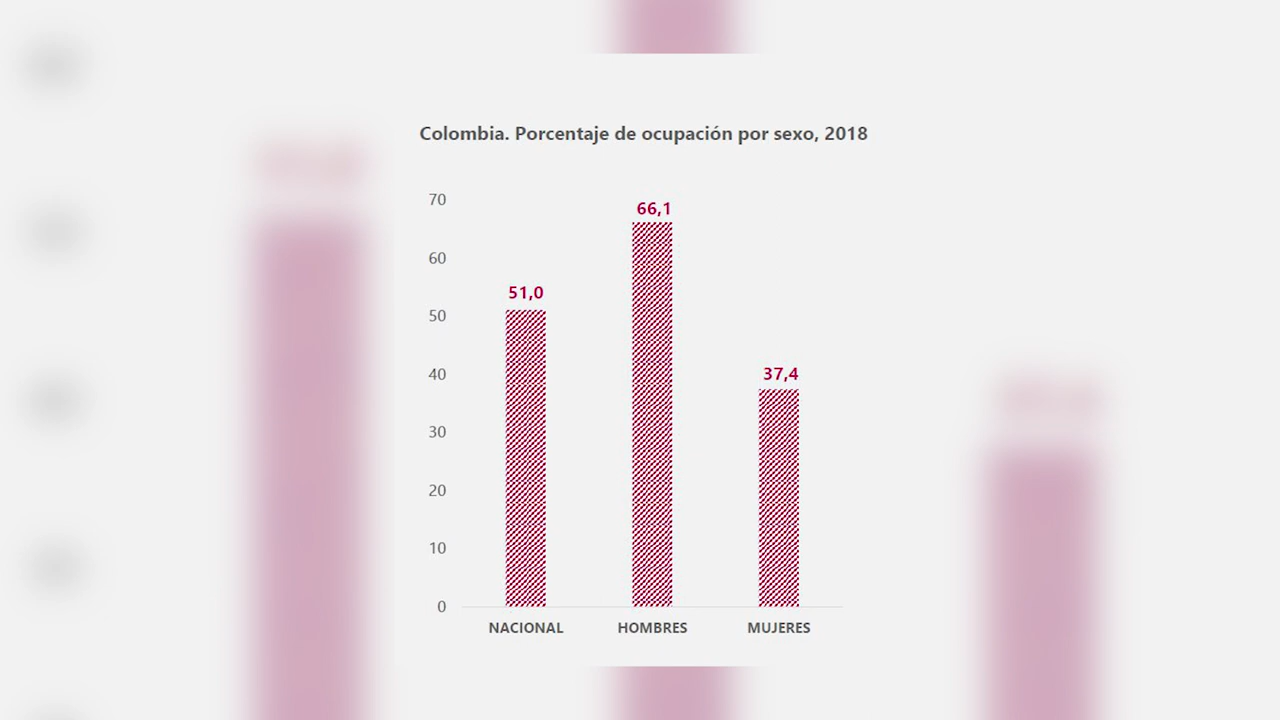 Colombia. Porcentaje de ocupación por sexo, 2018
70
60
50
40
30
20
10
0
51,0
66,1
37,4
NACIONAL
HOMBRES
MUJERES